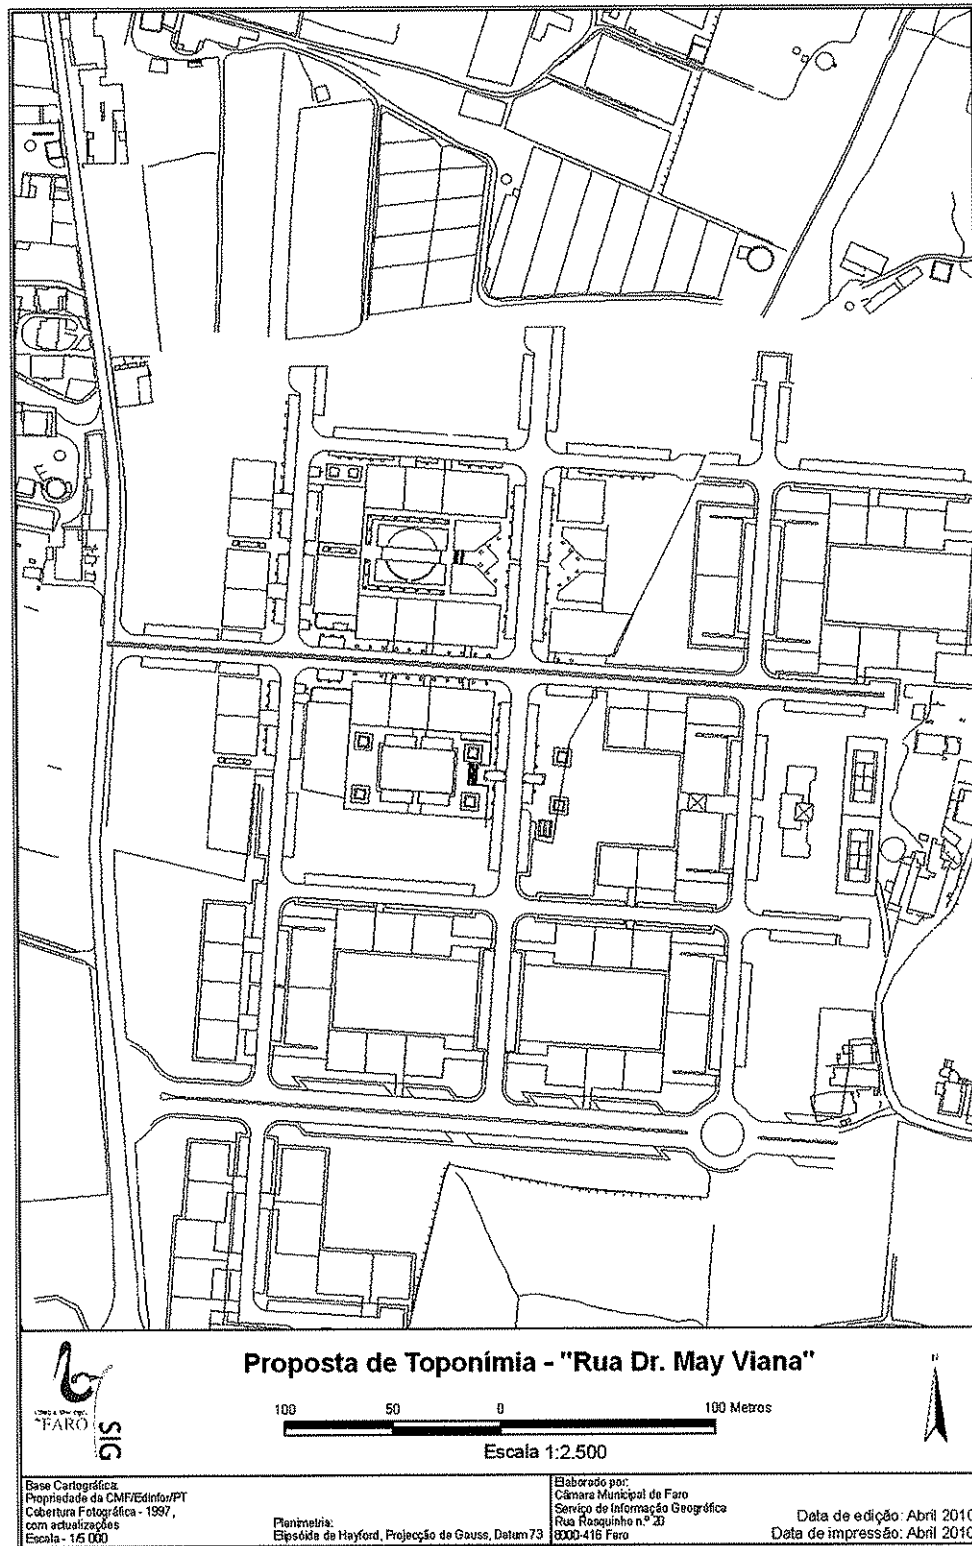 Proposta de Toponímia - "Rua Dr. May Viana"
100 50 0 100 Metros
Escala 1:2.500
FARO
SIG
N
Base Cartográfica:
Propriedade da CMF/Edinfor/PT
Cobertura Fotográfica - 1997,
com actualizações
Escala - 1/5 000
Planimetria:
Elipsóide de Hayford, Projecção de Gauss, Datum 73
Elaborado por:
Câmara Municipal de Faro
Serviço de Informação Geográfica
Rua Rasquinho n.º 20
8000-416 Faro
Data de edição: Abril 2010
Data de impressão: Abril 2010